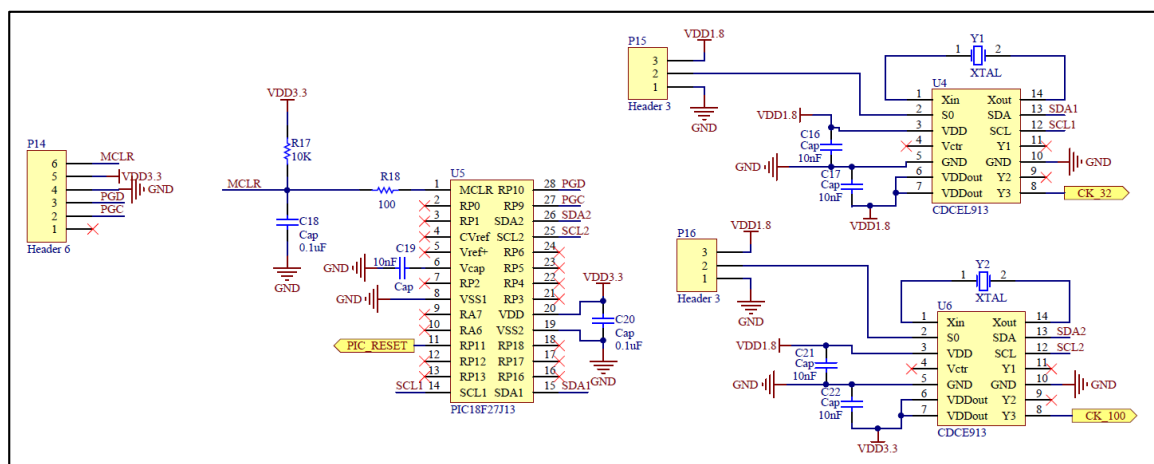 P14
6 MCLR
5 VDD3.3
4 GND
3 PGD
2 PGC
1
Header 6
VDD3.3
R17
10K
MCLR
R18
100
C18
Cap
0.1uF
GND
U5
1 MCLR RP10 28 PGD
2 RP0 RP9 27 PGC
3 RP1 SDA2 26 SDA2
4 CVref SCL2 25 SCL2
5 Vref+ RP6 24
6 Vcap RP5 23
7 RP2 RP4 22
8 VSS1 RP3 21
9 RA7 VDD 20
10 RA6 VSS2 19
11 RP11 RP18 18
12 RP12 RP17 17
13 RP13 RP16 16
SCL1 14 SCL1 SDA1 15 SDA1
PIC18F27J13
GND 10nF C19
Cap
GND
PIC_RESET
VDD3.3
C20
Cap
0.1uF
GND
P15
VDD1.8
3
2
1
Header 3
GND
Y1
1 2
XTAL
U4
1 Xin Xout 14
2 S0 SDA 13 SDA1
3 VDD SCL 12 SCL1
4 Vctr Y1 11
5 GND GND 10 GND
6 VDDout Y2 9
7 VDDout Y3 8 CK_32
CDCEL913
VDD1.8
C16
Cap
10nF
GND
C17
Cap
10nF
VDD1.8
P16
VDD1.8
3
2
1
Header 3
GND
Y2
1 2
XTAL
U6
1 Xin Xout 14
2 S0 SDA 13 SDA2
3 VDD SCL 12 SCL2
4 Vctr Y1 11
5 GND GND 10 GND
6 VDDout Y2 9
7 VDDout Y3 8 CK_100
CDCE913
VDD1.8
C21
Cap
10nF
GND
C22
Cap
10nF
VDD3.3